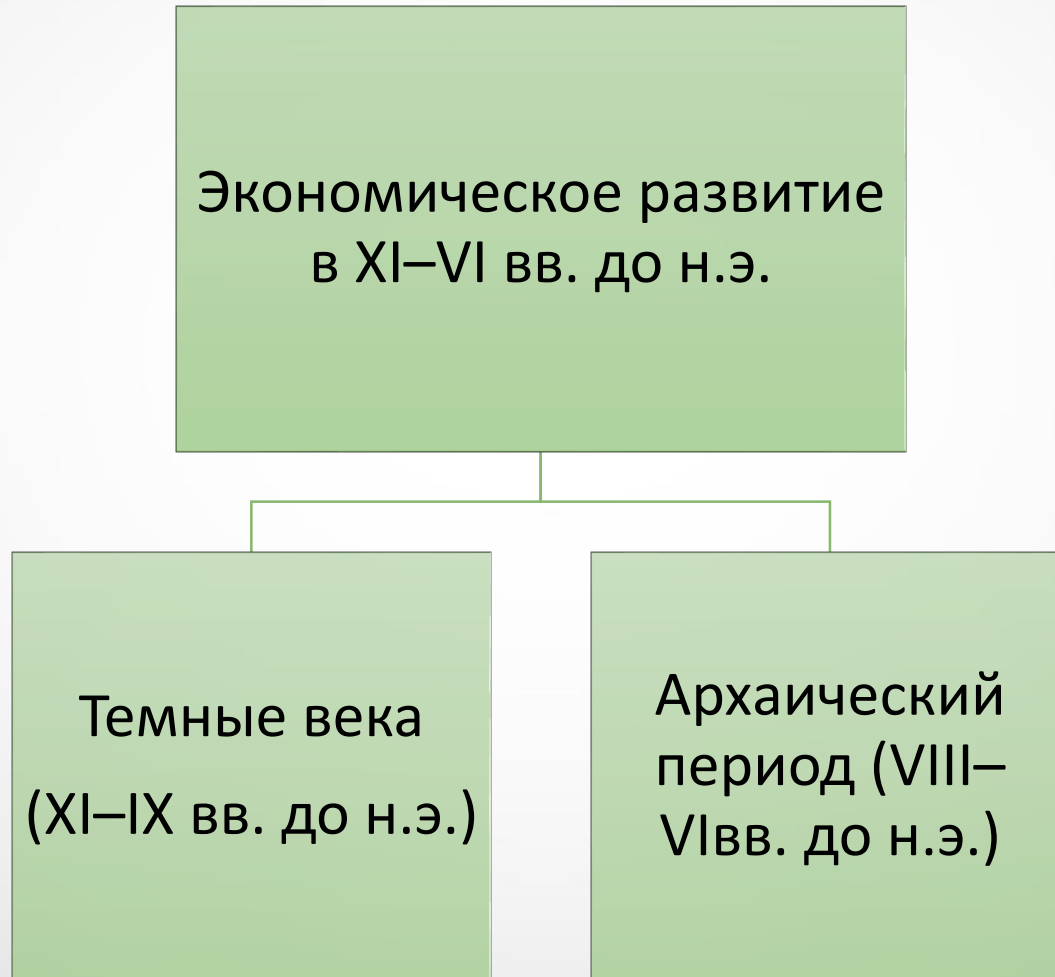 Экономическое развитие
в XI–VI вв. до н.э.
Темные века
(XI–IX вв. до н.э.)
Архаический
период (VIII–
VIвв. до н.э.)